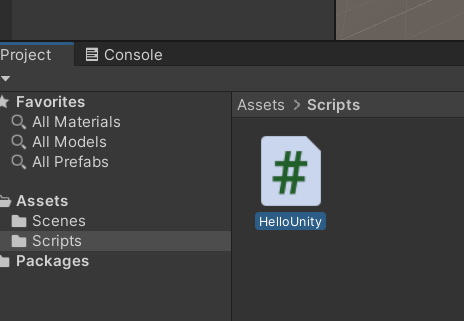 Project
Console
Favorites
All Materials
All Models
All Prefabs
Assets
Scenes
Scripts
Packages
Assets > Scripts
#
HelloUnity